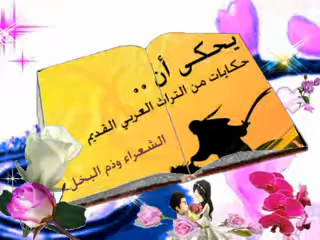 يحكى أن ..
حكايات من التراث العربي القديم
الشعراء وذم البخل